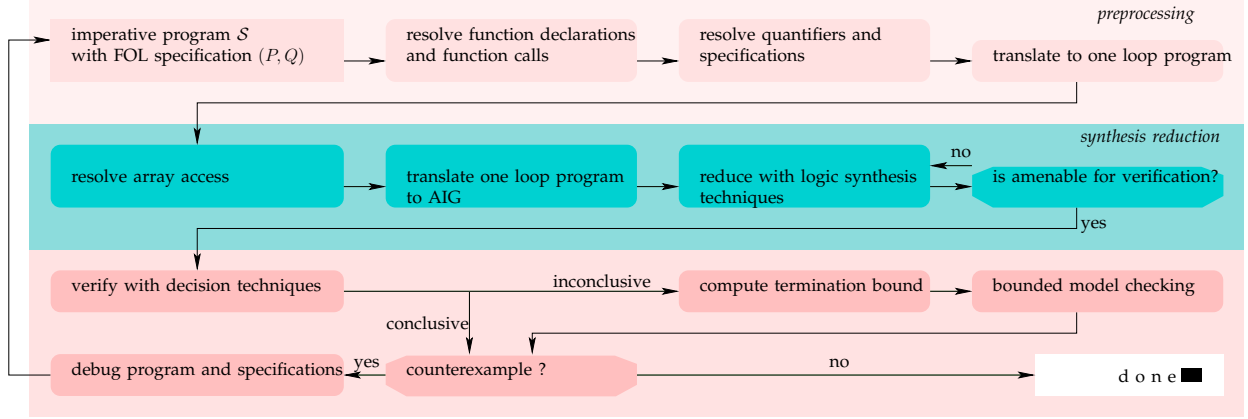 preprocessing
imperative program S
with FOL specification (P, Q)
resolve function declarations
and function calls
resolve quantifiers and
specifications
translate to one loop program
synthesis reduction
resolve array access
translate one loop program
to AIG
reduce with logic synthesis
techniques
no
is amenable for verification?
yes
verify with decision techniques
inconclusive
compute termination bound
bounded model checking
conclusive
debug program and specifications
yes
counterexample ?
no
done